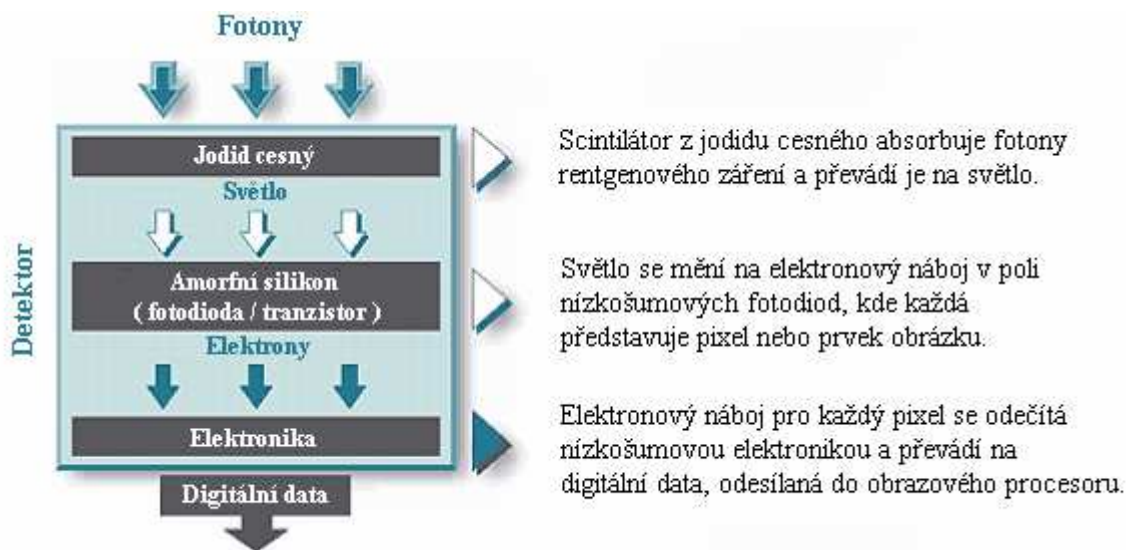 Fotony
Jodid cesný
Světlo
Amorfní silikon
( fotodioda / tranzistor )
Elektrony
Elektronika
Digitální data
Detektor
Scintilátor z jodidu cesného absorbuje fotony
rentgenového záření a převádí je na světlo.
Světlo se mění na elektronový náboj v poli
nízkošumových fotodiod, kde každá
představuje pixel nebo prvek obrázku.
Elektronový náboj pro každý pixel se odečítá
nízkošumovou elektronikou a převádí na
digitální data, odesílaná do obrazového procesoru.